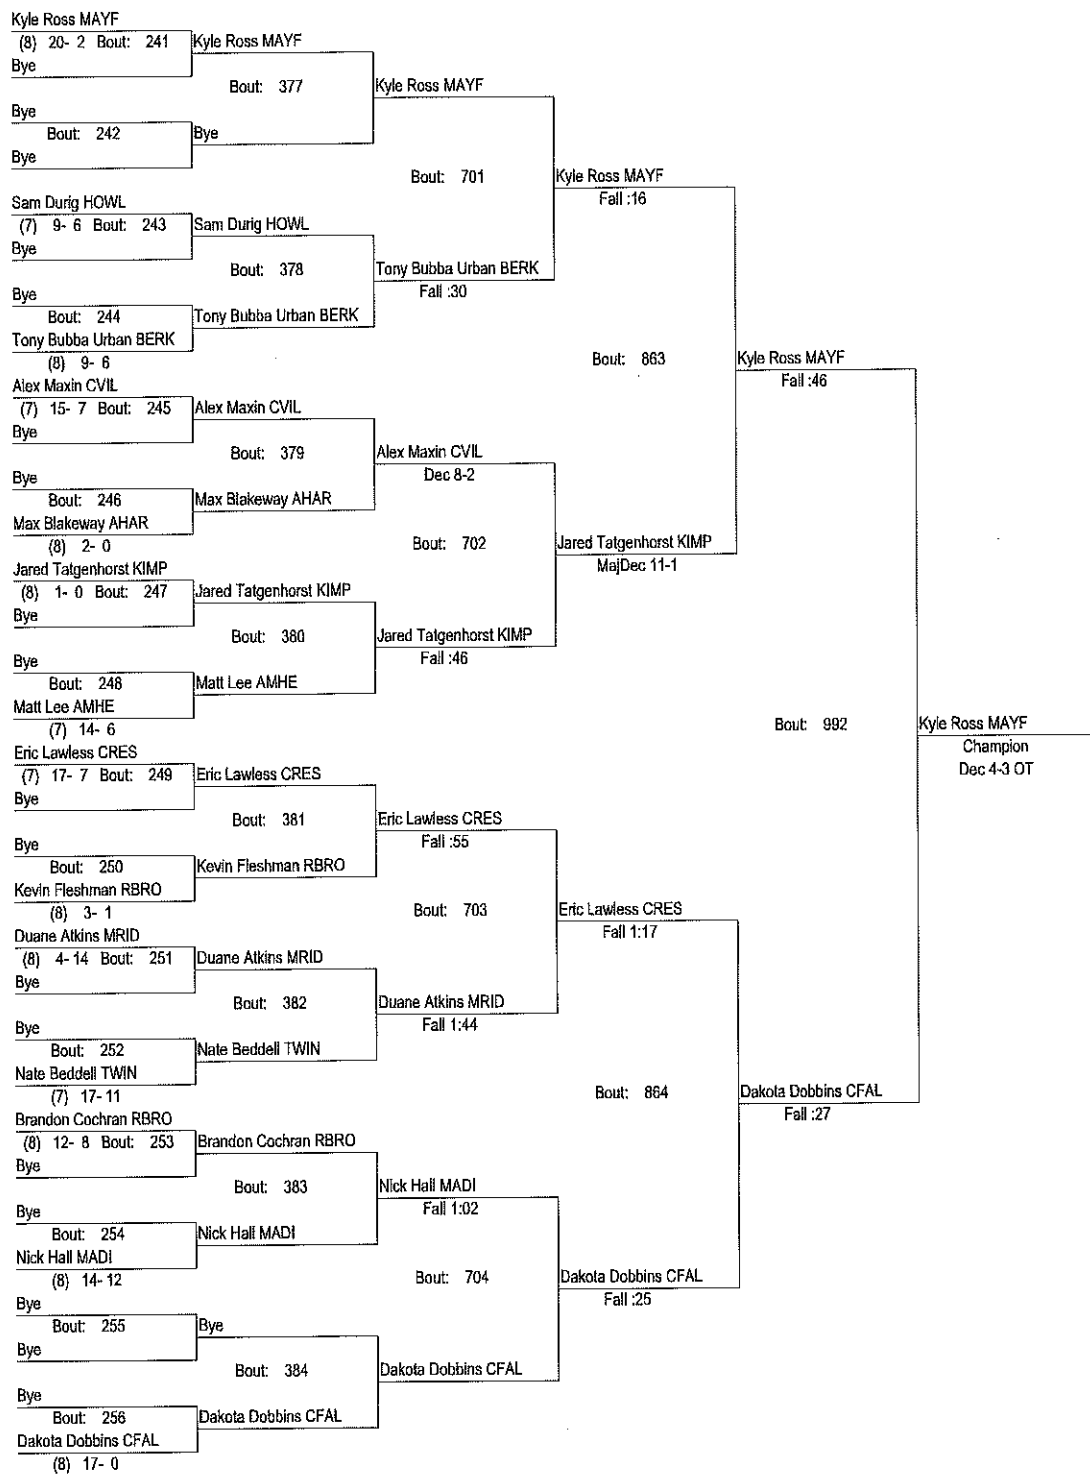 Kyle Ross MAYF
(8) 20- 2 Bout: 241
Kyle Ross MAYF
Bye
Bout: 377
Kyle Ross MAYF
Bye
Bout: 242
Bye
Bye
Bout: 701
Kyle Ross MAYF
Fall :16
Sam Durig HOWL
(7) 9- 6 Bout: 243
Sam Durig HOWL
Bye
Bout: 378
Tony Bubba Urban BERK
Fall :30
Bye
Bout: 244
Tony Bubba Urban BERK
Tony Bubba Urban BERK
(8) 9- 6
Bout: 863
Kyle Ross MAYF
Fall :46
Alex Maxin CVIL
(7) 15- 7 Bout: 245
Alex Maxin CVIL
Bye
Bout: 379
Alex Maxin CVIL
Dec 8-2
Bye
Bout: 246
Max Blakeway AHAR
Max Blakeway AHAR
(8) 2- 0
Bout: 702
Jared Tatgenhorst KIMP
MajDec 11-1
Jared Tatgenhorst KIMP
(8) 1- 0 Bout: 247
Jared Tatgenhorst KIMP
Bye
Bout: 380
Jared Tatgenhorst KIMP
Fall :46
Bye
Bout: 248
Matt Lee AMHE
Matt Lee AMHE
(7) 14- 6
Bout: 992
Kyle Ross MAYF
Champion
Dec 4-3 OT
Eric Lawless CRES
(7) 17- 7 Bout: 249
Eric Lawless CRES
Bye
Bout: 381
Eric Lawless CRES
Fall :55
Bye
Bout: 250
Kevin Fleshman RBRO
Kevin Fleshman RBRO
(8) 3- 1
Bout: 703
Eric Lawless CRES
Fall 1:17
Duane Atkins MRID
(8) 4- 14 Bout: 251
Duane Atkins MRID
Bye
Bout: 382
Duane Atkins MRID
Fall 1:44
Bye
Bout: 252
Nate Beddell TWIN
Nate Beddell TWIN
(7) 17- 11
Bout: 864
Dakota Dobbins CFAL
Fall :27
Brandon Cochran RBRO
(8) 12- 8 Bout: 253
Brandon Cochran RBRO
Bye
Bout: 383
Nick Hall MADI
Fall 1:02
Bye
Bout: 254
Nick Hall MADI
Nick Hall MADI
(8) 14- 12
Bout: 704
Dakota Dobbins CFAL
Fall :25
Bye
Bout: 255
Bye
Bye
Bout: 384
Dakota Dobbins CFAL
Bye
Bout: 256
Dakota Dobbins CFAL
Dakota Dobbins CFAL
(8) 17- 0